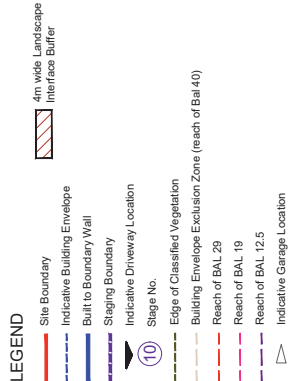 LEGEND
Site Boundary
Indicative Building Envelope
Built to Boundary Wall
Staging Boundary
Indicative Driveway Location
10
Stage No.
Edge of Classified Vegetation
Building Envelope Exclusion Zone (reach of Bal 40)
Reach of BAL 29
Reach of BAL 19
Reach of BAL 12.5
Indicative Garage Location
4m wide Landscape
Interface Buffer